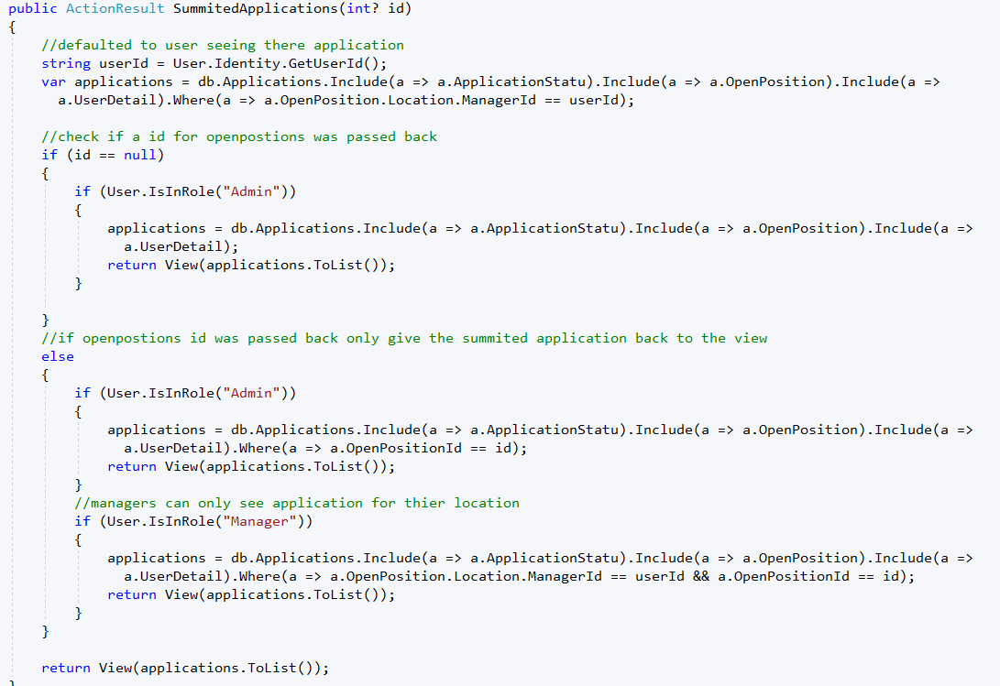 public ActionResult SummitedApplications(int? id)
{
//defaulted to user seeing there application
string userId = User.Identity.GetUserId();
var applications = db.Applications.Include(a => a.ApplicationStatu).Include(a => a.OpenPosition).Include(a =>
a.UserDetail).Where(a => a.OpenPosition.Location.ManagerId == userId);
//check if a id for openpostions was passed back
if (id == null)
{
if (User.IsInRole("Admin"))
{
applications = db.Applications.Include(a => a.ApplicationStatu).Include(a => a.OpenPosition).Include(a =>
a.UserDetail);
return View(applications.ToList());
}
}
//if openpostions id was passed back only give the summited application back to the view
else
{
if (User.IsInRole("Admin"))
{
applications = db.Applications.Include(a => a.ApplicationStatu).Include(a => a.OpenPosition).Include(a =>
a.UserDetail).Where(a => a.OpenPositionId == id);
return View(applications.ToList());
}
//managers can only see application for thier location
if (User.IsInRole("Manager"))
{
applications = db.Applications.Include(a => a.ApplicationStatu).Include(a => a.OpenPosition).Include(a =>
a.UserDetail).Where(a => a.OpenPosition.Location.ManagerId == userId && a.OpenPositionId == id);
return View(applications.ToList());
}
}
return View(applications.ToList());
}